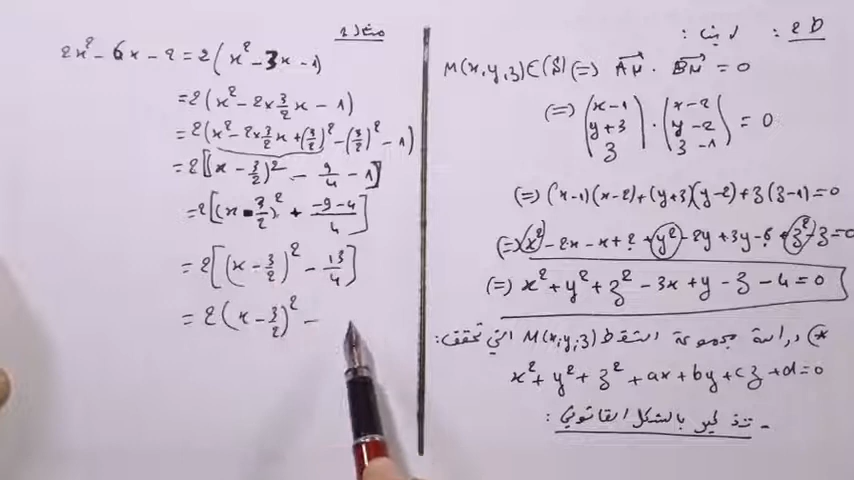 2D : لدينا :
M(x,y,z)∈(S) ⟺ AM⃗ · BM⃗ = 0
⟺ (x-1, y+3, z) · (x-2, y-2, z-1) = 0
⟺ (x-1)(x-2)+(y+3)(y-2)+z(z-1)=0
⟺ x²-2x-x+2+y²-2y+3y-6+z²-z=0
⟺ x²+y²+z²-3x+y-z-4=0
* دراسة مجموعة النقط M(x,y,z) التي تحقق :
x²+y²+z²+ax+by+cz+d=0
- تذكير بالشكل القانوني :
مثال 2
2x²-6x-2=2(x²-3x-1)
=2(x²-2×3/2x-1)
=2(x²-2×3/2x+(3/2)²-(3/2)²-1)
=2[(x-3/2)²-9/4-1]
=2[(x-3/2)²+(-9-4)/4]
=2[(x-3/2)²-13/4]
=2(x-3/2)²-